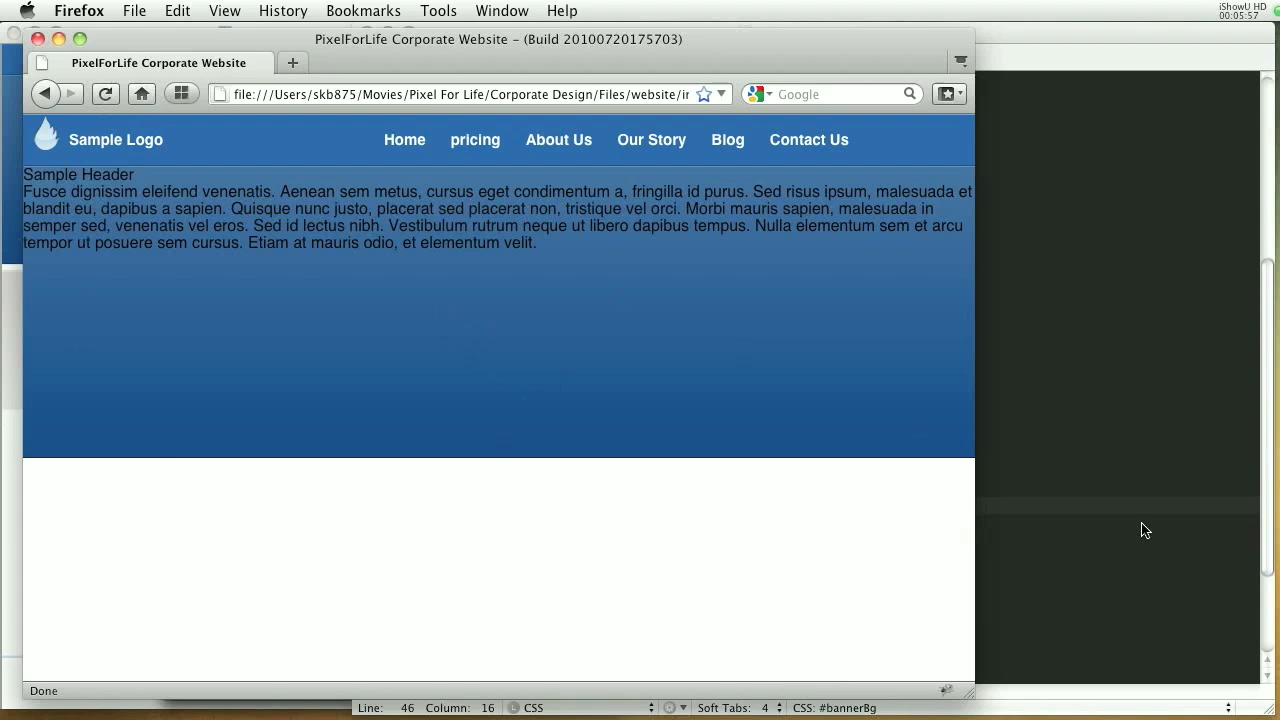 Firefox File Edit View History Bookmarks Tools Window Help
iShowU HD
00:05:57
PixelForLife Corporate Website – (Build 20100720175703)
PixelForLife Corporate Website
file:///Users/skb875/Movies/Pixel For Life/Corporate Design/Files/website/ir
Google
Sample Logo
Home pricing About Us Our Story Blog Contact Us
Sample Header
Fusce dignissim eleifend venenatis. Aenean sem metus, cursus eget condimentum a, fringilla id purus. Sed risus ipsum, malesuada et
blandit eu, dapibus a sapien. Quisque nunc justo, placerat sed placerat non, tristique vel orci. Morbi mauris sapien, malesuada in
semper sed, venenatis vel eros. Sed id lectus nibh. Vestibulum rutrum neque ut libero dapibus tempus. Nulla elementum sem et arcu
tempor ut posuere sem cursus. Etiam at mauris odio, et elementum velit.
Done
Line: 46 Column: 16 CSS Soft Tabs: 4 CSS: #bannerBg